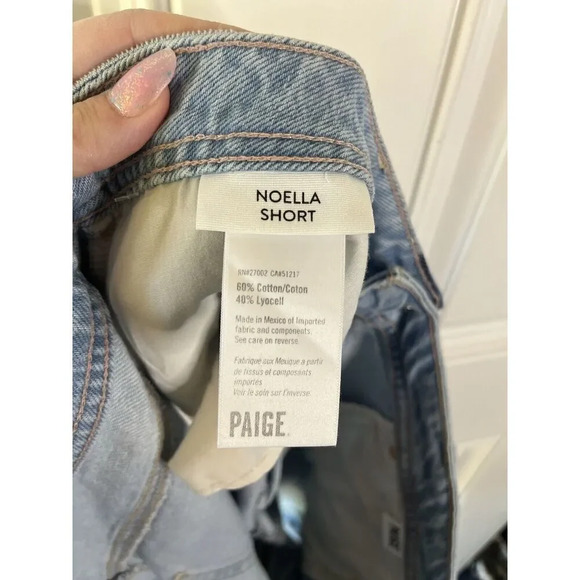 NOELLA
SHORT
RN#27002 CA#51217
60% Cotton/Coton
40% Lyocell
Made in Mexico of Imported
fabric and components.
See care on reverse.
Fabriqué aux Mexique a partir
de tissus et composants
importés
Voir le soin sur l'inverse.
PAIGE